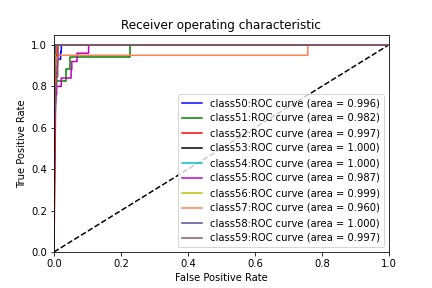 Receiver operating characteristic
1.0
0.8
0.6
0.4
0.2
0.0
True Positive Rate
class50:ROC curve (area = 0.996)
class51:ROC curve (area = 0.982)
class52:ROC curve (area = 0.997)
class53:ROC curve (area = 1.000)
class54:ROC curve (area = 1.000)
class55:ROC curve (area = 0.987)
class56:ROC curve (area = 0.999)
class57:ROC curve (area = 0.960)
class58:ROC curve (area = 1.000)
class59:ROC curve (area = 0.997)
0.0 0.2 0.4 0.6 0.8 1.0
False Positive Rate